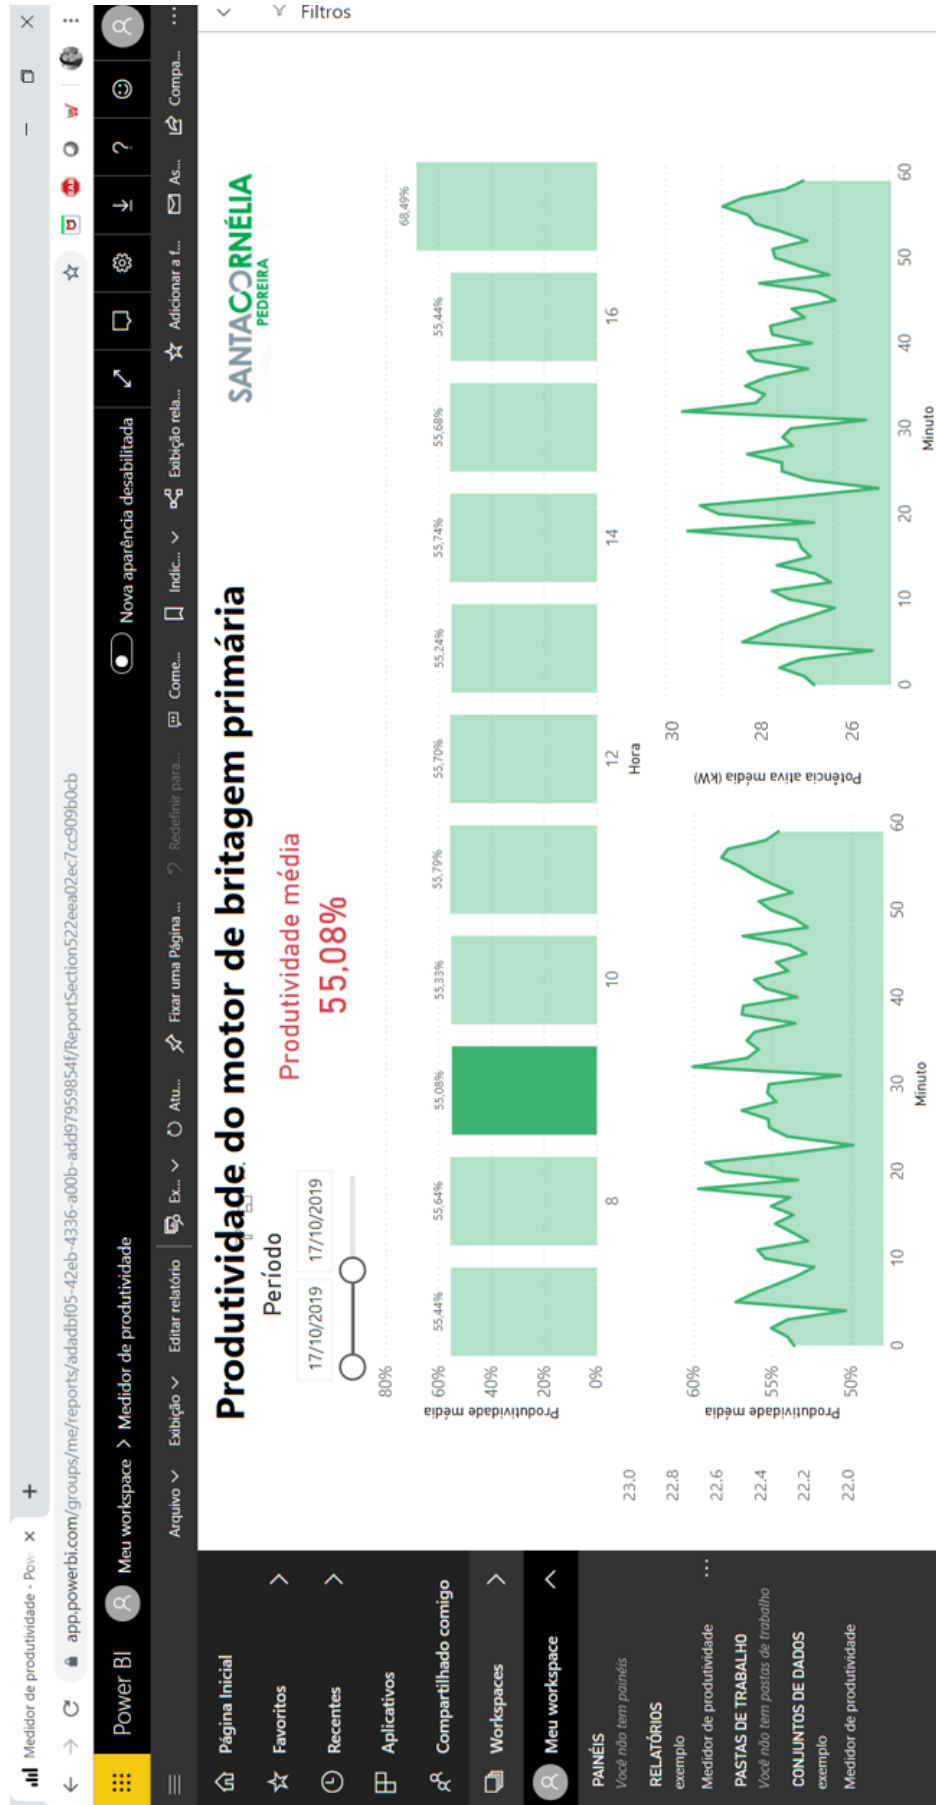 Medidor de produtividade - Pow
app.powerbi.com/groups/me/reports/adadbf05-42eb-4336-a00b-add97959854f/ReportSection522eea02ec7cc909b0cb
Power BI
Meu workspace > Medidor de produtividade
Nova aparência desabilitada
Arquivo
Exibição
Editar relatório
Ex...
Atu...
Fixar uma Página ...
Redefinir para...
Come...
Indic...
Exibição rela...
Adicionar a f...
As...
Compa...
Página Inicial
Favoritos
Recentes
Aplicativos
Compartilhado comigo
Workspaces
Meu workspace
PAINÉIS
Você não tem painéis
RELATÓRIOS
exemplo
Medidor de produtividade
PASTAS DE TRABALHO
Você não tem pastas de trabalho
CONJUNTOS DE DADOS
exemplo
Medidor de produtividade
Filtros
Produtividade do motor de britagem primária
SANTACORNÉLIA
PEDREIRA
Período
17/10/2019 17/10/2019
Produtividade média
55,08%
Produtividade média
80%
60%
40%
20%
0%
55,44% 55,64% 55,08% 55,33% 55,79% 55,70% 55,24% 55,74% 55,68% 55,44% 68,49%
8 10 12 14 16
Hora
23.0
22.8
22.6
22.4
22.2
22.0
Produtividade média
60%
55%
50%
0 10 20 30 40 50 60
Minuto
Potência ativa média (kW)
30
28
26
0 10 20 30 40 50 60
Minuto